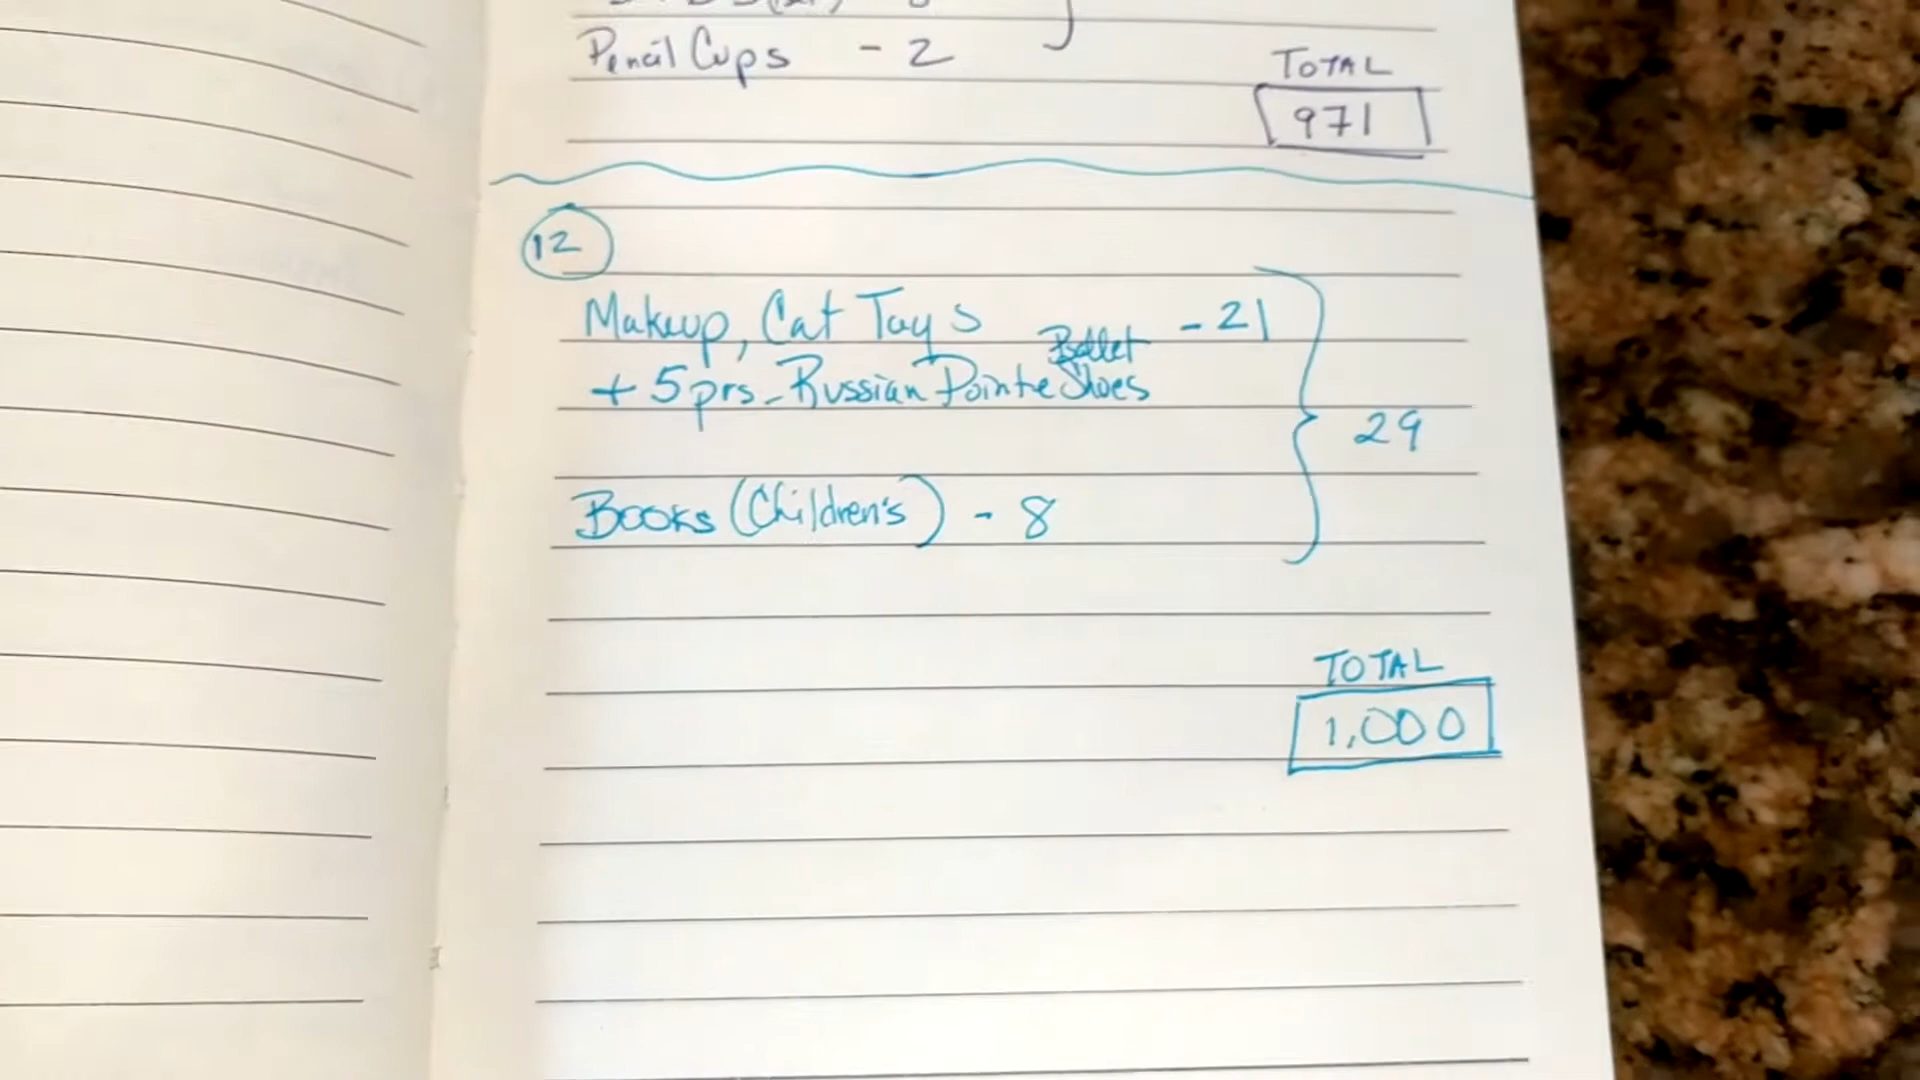 Pencil Cups - 2
TOTAL
971
12
Makeup, Cat Toys - 21
Ballet
+ 5 prs - Russian Pointe Shoes
29
Books (Children's) - 8
TOTAL
1,000